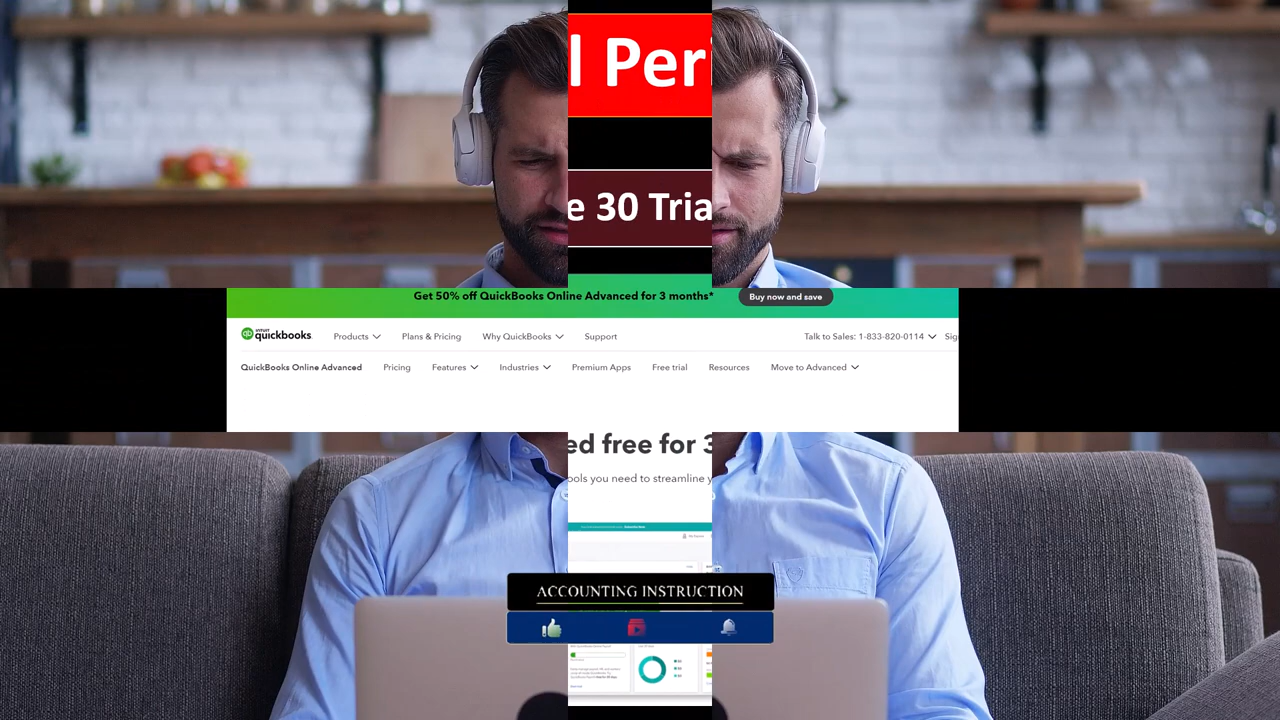 l Per
e 30 Tria
Get 50% off QuickBooks Online Advanced for 3 months* Buy now and save
INTUIT quickbooks. Products Plans & Pricing Why QuickBooks Support Talk to Sales: 1-833-820-0114 Sig
QuickBooks Online Advanced Pricing Features Industries Premium Apps Free trial Resources Move to Advanced
ed free for 3
ools you need to streamline y
ACCOUNTING INSTRUCTION